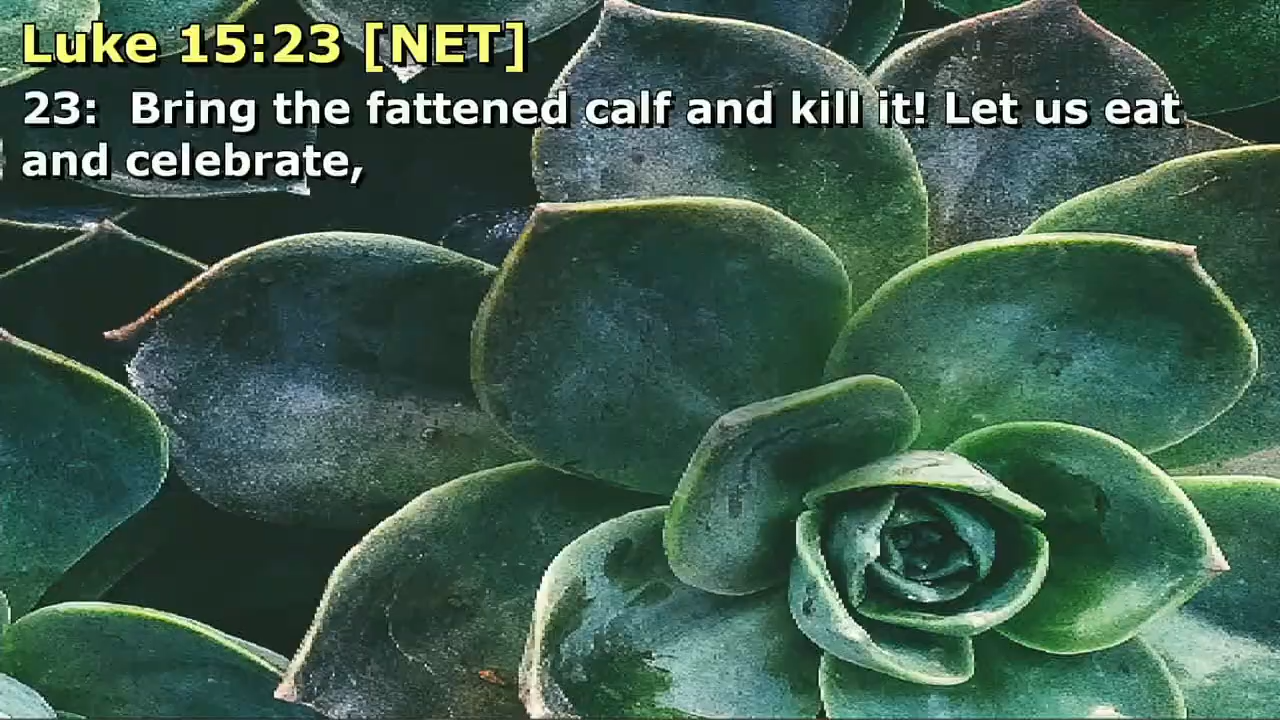 Luke 15:23 [NET]
23: Bring the fattened calf and kill it! Let us eat
and celebrate,